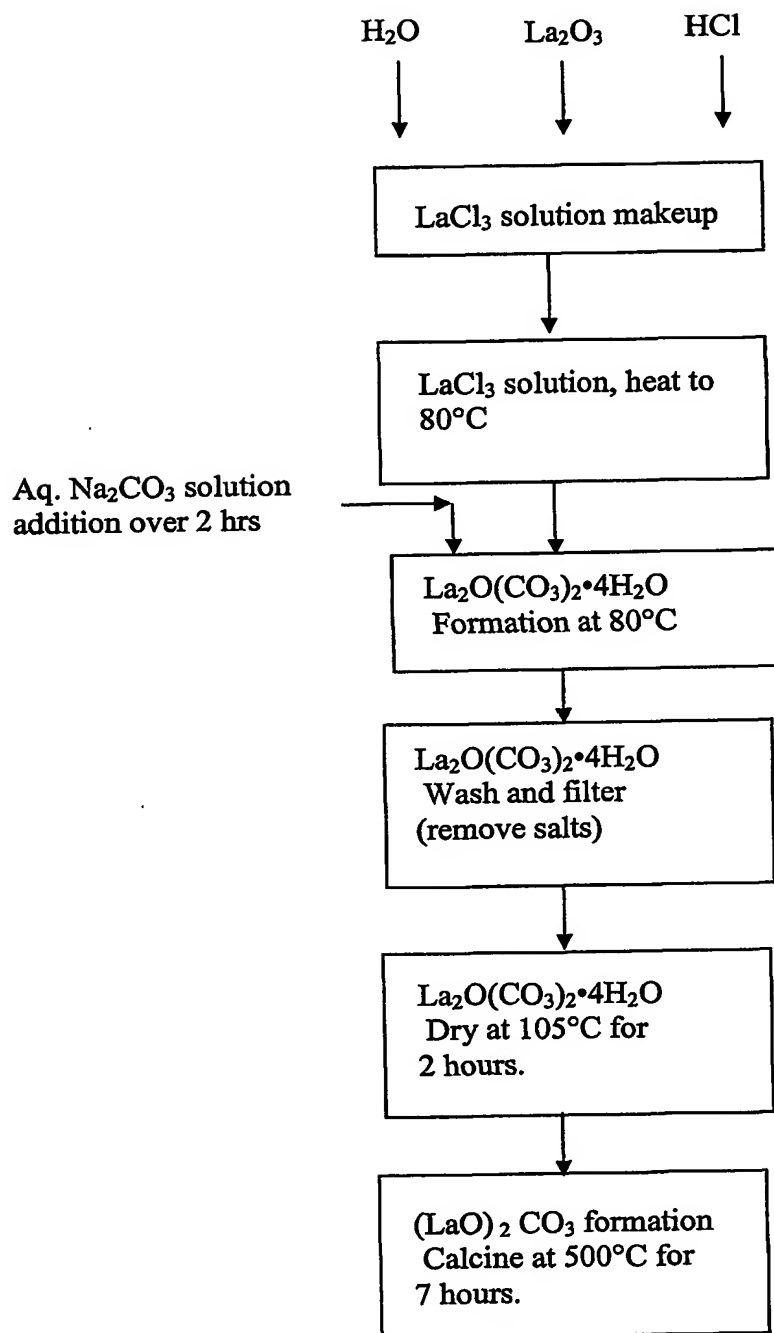 H₂O La₂O₃ HCl
LaCl₃ solution makeup
LaCl₃ solution, heat to
80°C
Aq. Na₂CO₃ solution
addition over 2 hrs
La₂O(CO₃)₂•4H₂O
Formation at 80°C
La₂O(CO₃)₂•4H₂O
Wash and filter
(remove salts)
La₂O(CO₃)₂•4H₂O
Dry at 105°C for
2 hours.
(LaO)₂ CO₃ formation
Calcine at 500°C for
7 hours.